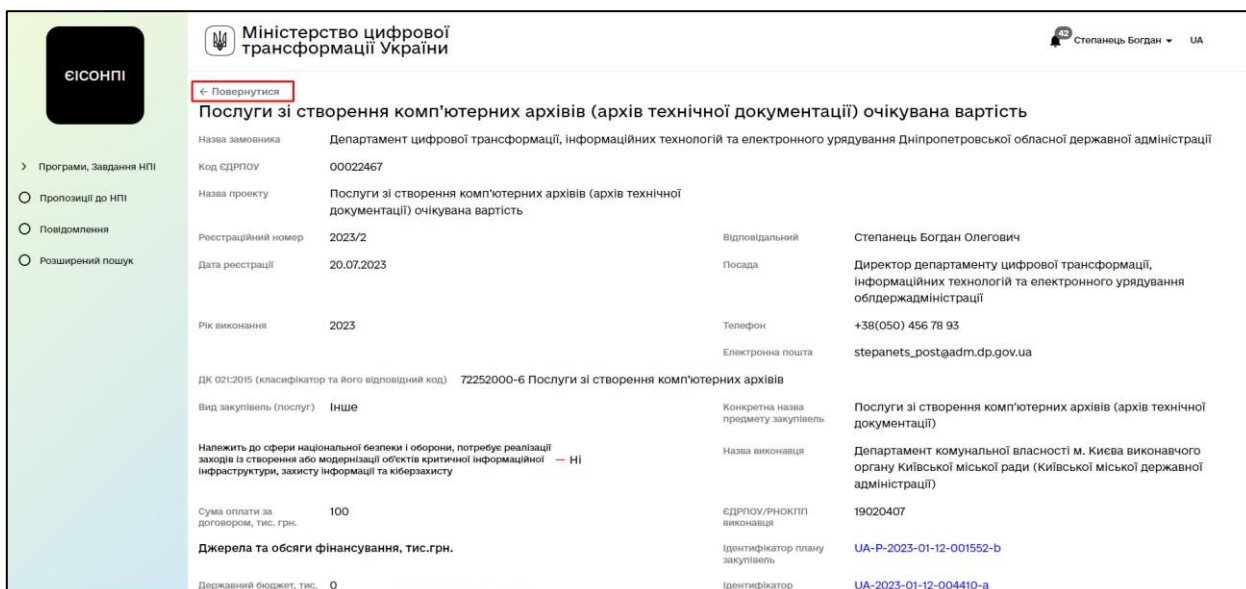 ЄІСОНПІ
Міністерство цифрової
трансформації України
42
Степанець Богдан
UA
Програми, Завдання НПІ
Пропозиції до НПІ
Повідомлення
Розширений пошук
← Повернутися
Послуги зі створення комп'ютерних архівів (архів технічної документації) очікувана вартість
Назва замовника Департамент цифрової трансформації, інформаційних технологій та електронного урядування Дніпропетровської обласної державної адміністрації
Код ЄДРПОУ 00022467
Назва проекту Послуги зі створення комп'ютерних архівів (архів технічної
документації) очікувана вартість
Реєстраційний номер 2023/2 Відповідальний Степанець Богдан Олегович
Дата реєстрації 20.07.2023 Посада Директор департаменту цифрової трансформації,
інформаційних технологій та електронного урядування
облдержадміністрації
Рік виконання 2023 Телефон +38(050) 456 78 93
Електронна пошта stepanets_post@adm.dp.gov.ua
ДК 021:2015 (класифікатор та його відповідний код) 72252000-6 Послуги зі створення комп'ютерних архівів
Вид закупівель (послуг) Інше Конкретна назва
предмету закупівель Послуги зі створення комп'ютерних архівів (архів технічної
документації)
Належить до сфери національної безпеки і оборони, потребує реалізації
заходів із створення або модернізації об'єктів критичної інформаційної — Ні
інфраструктури, захисту інформації та кіберзахисту
Назва виконавця Департамент комунальної власності м. Києва виконавчого
органу Київської міської ради (Київської міської державної
адміністрації)
Сума оплати за
договором, тис. грн. 100 ЄДРПОУ/РНОКПП
виконавця 19020407
Джерела та обсяги фінансування, тис.грн.
Ідентифікатор плану
закупівель UA-P-2023-01-12-001552-b
Державний бюджет, тис. 0 Ідентифікатор UA-2023-01-12-004410-a